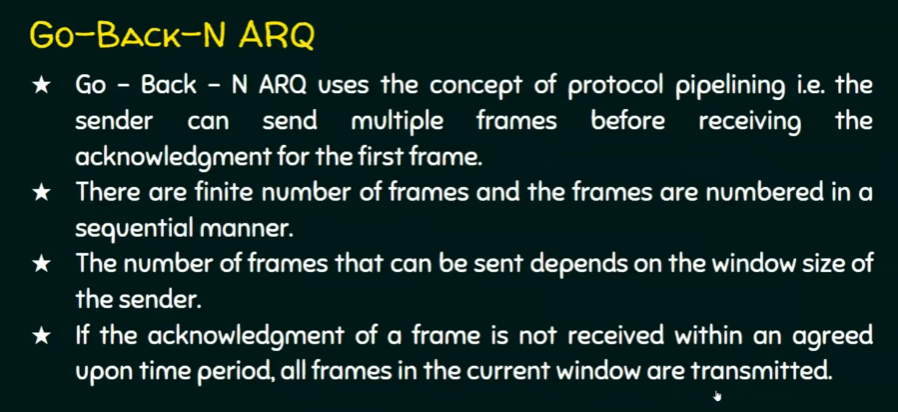 Go-Back-N ARQ
★ Go - Back - N ARQ uses the concept of protocol pipelining i.e. the
sender can send multiple frames before receiving the
acknowledgment for the first frame.
★ There are finite number of frames and the frames are numbered in a
sequential manner.
★ The number of frames that can be sent depends on the window size of
the sender.
★ If the acknowledgment of a frame is not received within an agreed
upon time period, all frames in the current window are transmitted.